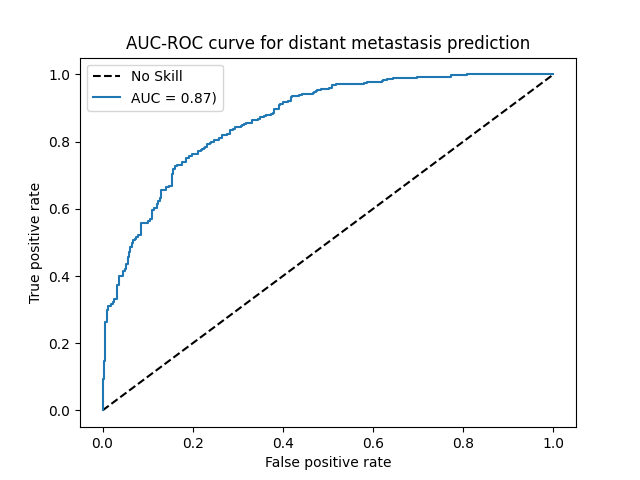 AUC-ROC curve for distant metastasis prediction
No Skill
AUC = 0.87)
1.0
0.8
0.6
0.4
0.2
0.0
True positive rate
0.0 0.2 0.4 0.6 0.8 1.0
False positive rate